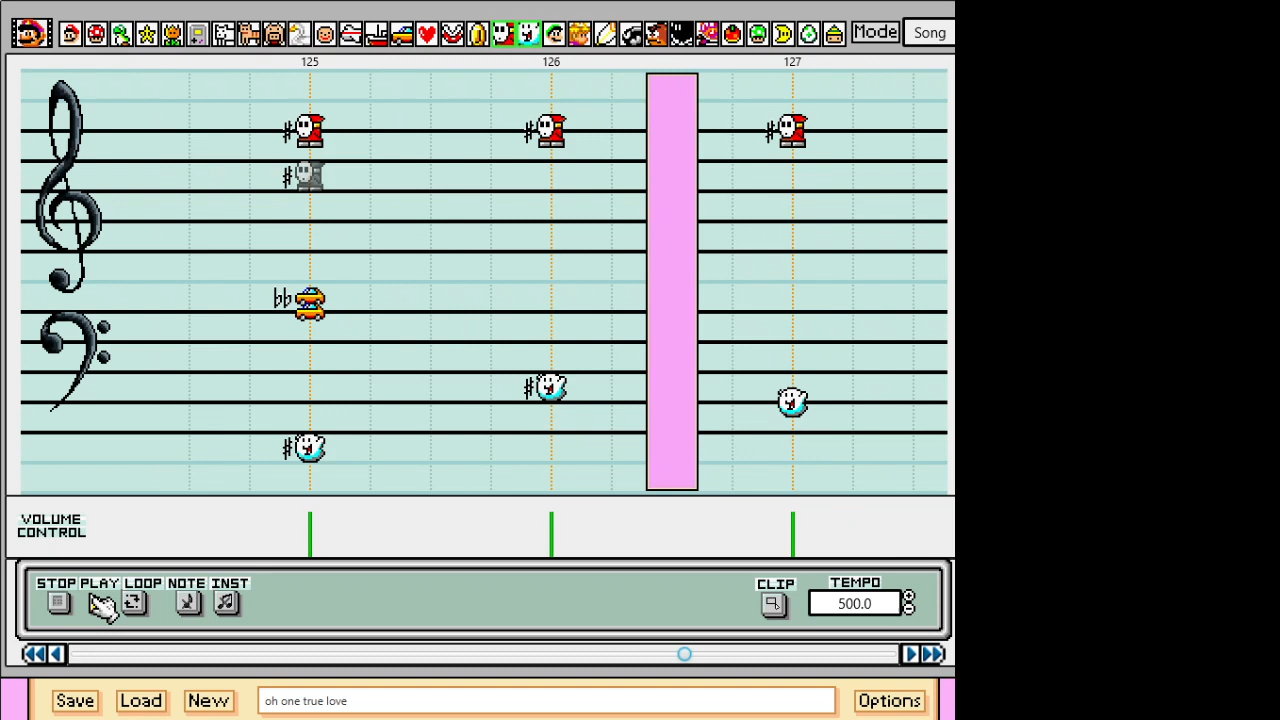 Mode
Song
125
126
127
VOLUME
CONTROL
STOP PLAY LOOP NOTE INST
CLIP
TEMPO
500.0
Save
Load
New
oh one true love
Options